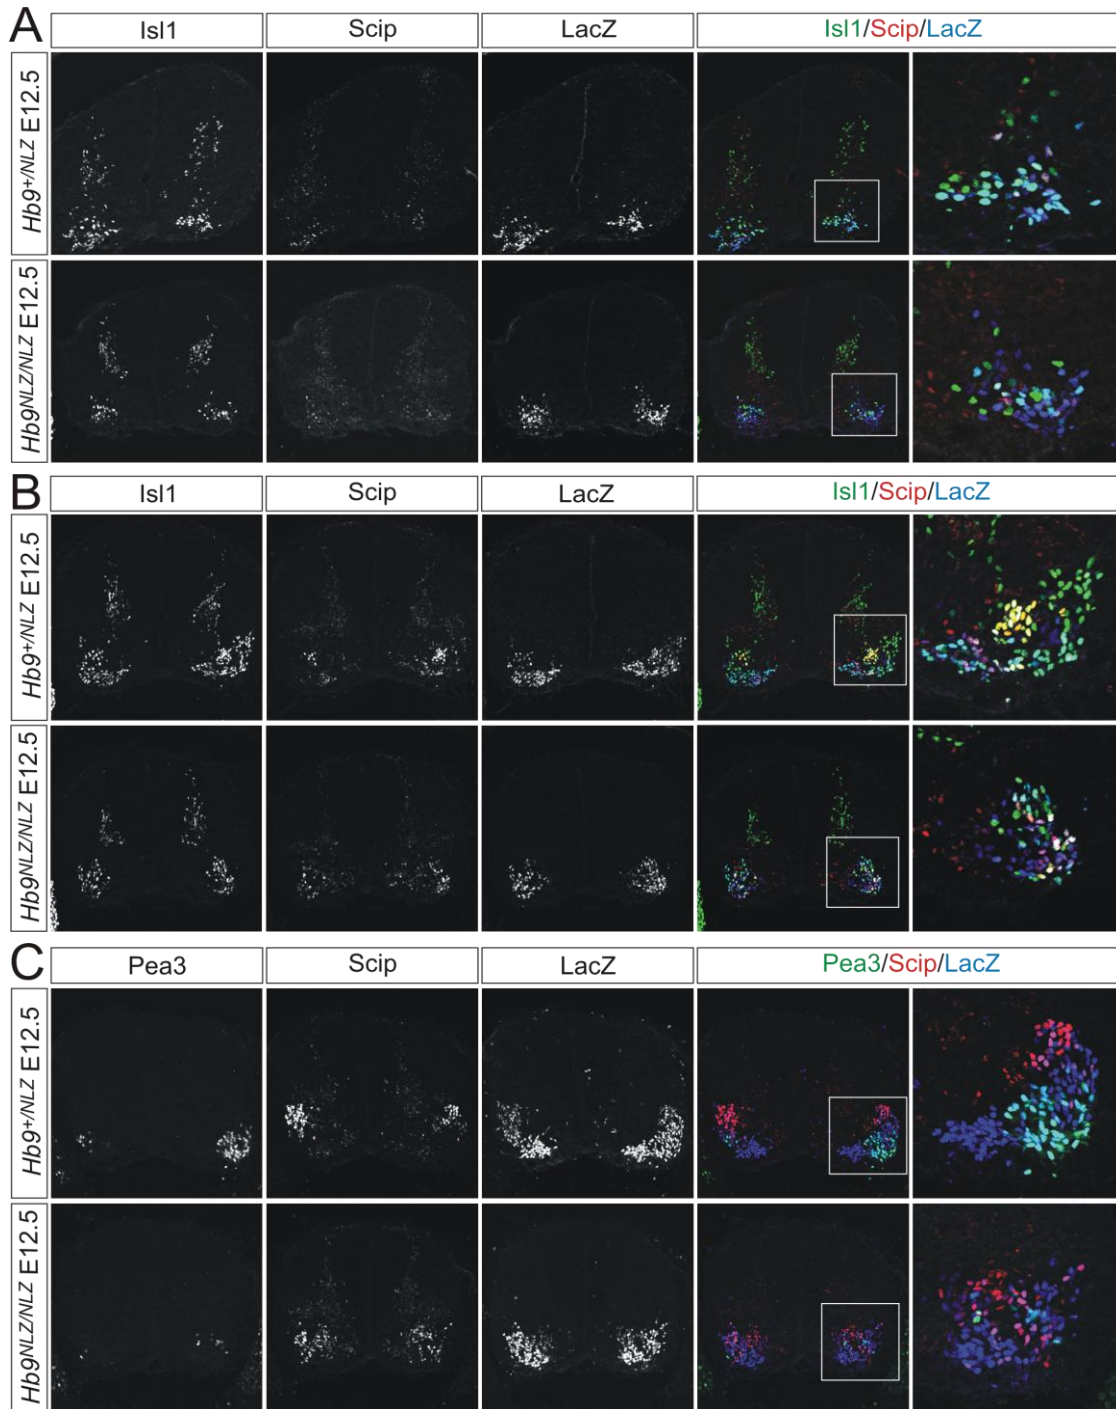 A
Isl1 Scip LacZ Isl1/Scip/LacZ
Hb9+/NLZ E12.5
Hb9NLZ/NLZ E12.5
B
Isl1 Scip LacZ Isl1/Scip/LacZ
Hb9+/NLZ E12.5
Hb9NLZ/NLZ E12.5
C
Pea3 Scip LacZ Pea3/Scip/LacZ
Hb9+/NLZ E12.5
Hb9NLZ/NLZ E12.5